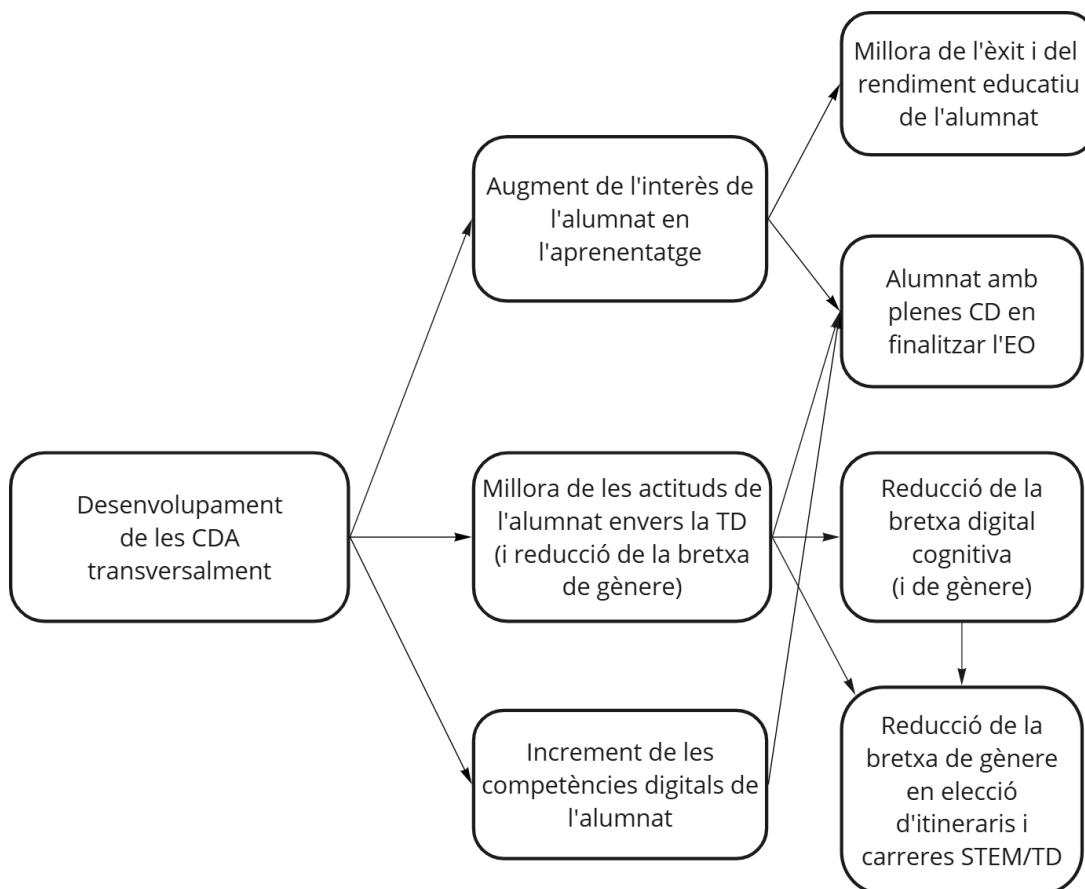 Millora de l'èxit i del
rendiment educatiu
de l'alumnat
Augment de l'interès de
l'alumnat en
l'aprenentatge
Alumnat amb
plenes CD en
finalitzar l'EO
Desenvolupament
de les CDA
transversalment
Millora de les actituds de
l'alumnat envers la TD
(i reducció de la bretxa
de gènere)
Reducció de la
bretxa digital
cognitiva
(i de gènere)
Increment de les
competències digitals de
l'alumnat
Reducció de la
bretxa de gènere
en elecció
d'itineraris i
carreres STEM/TD